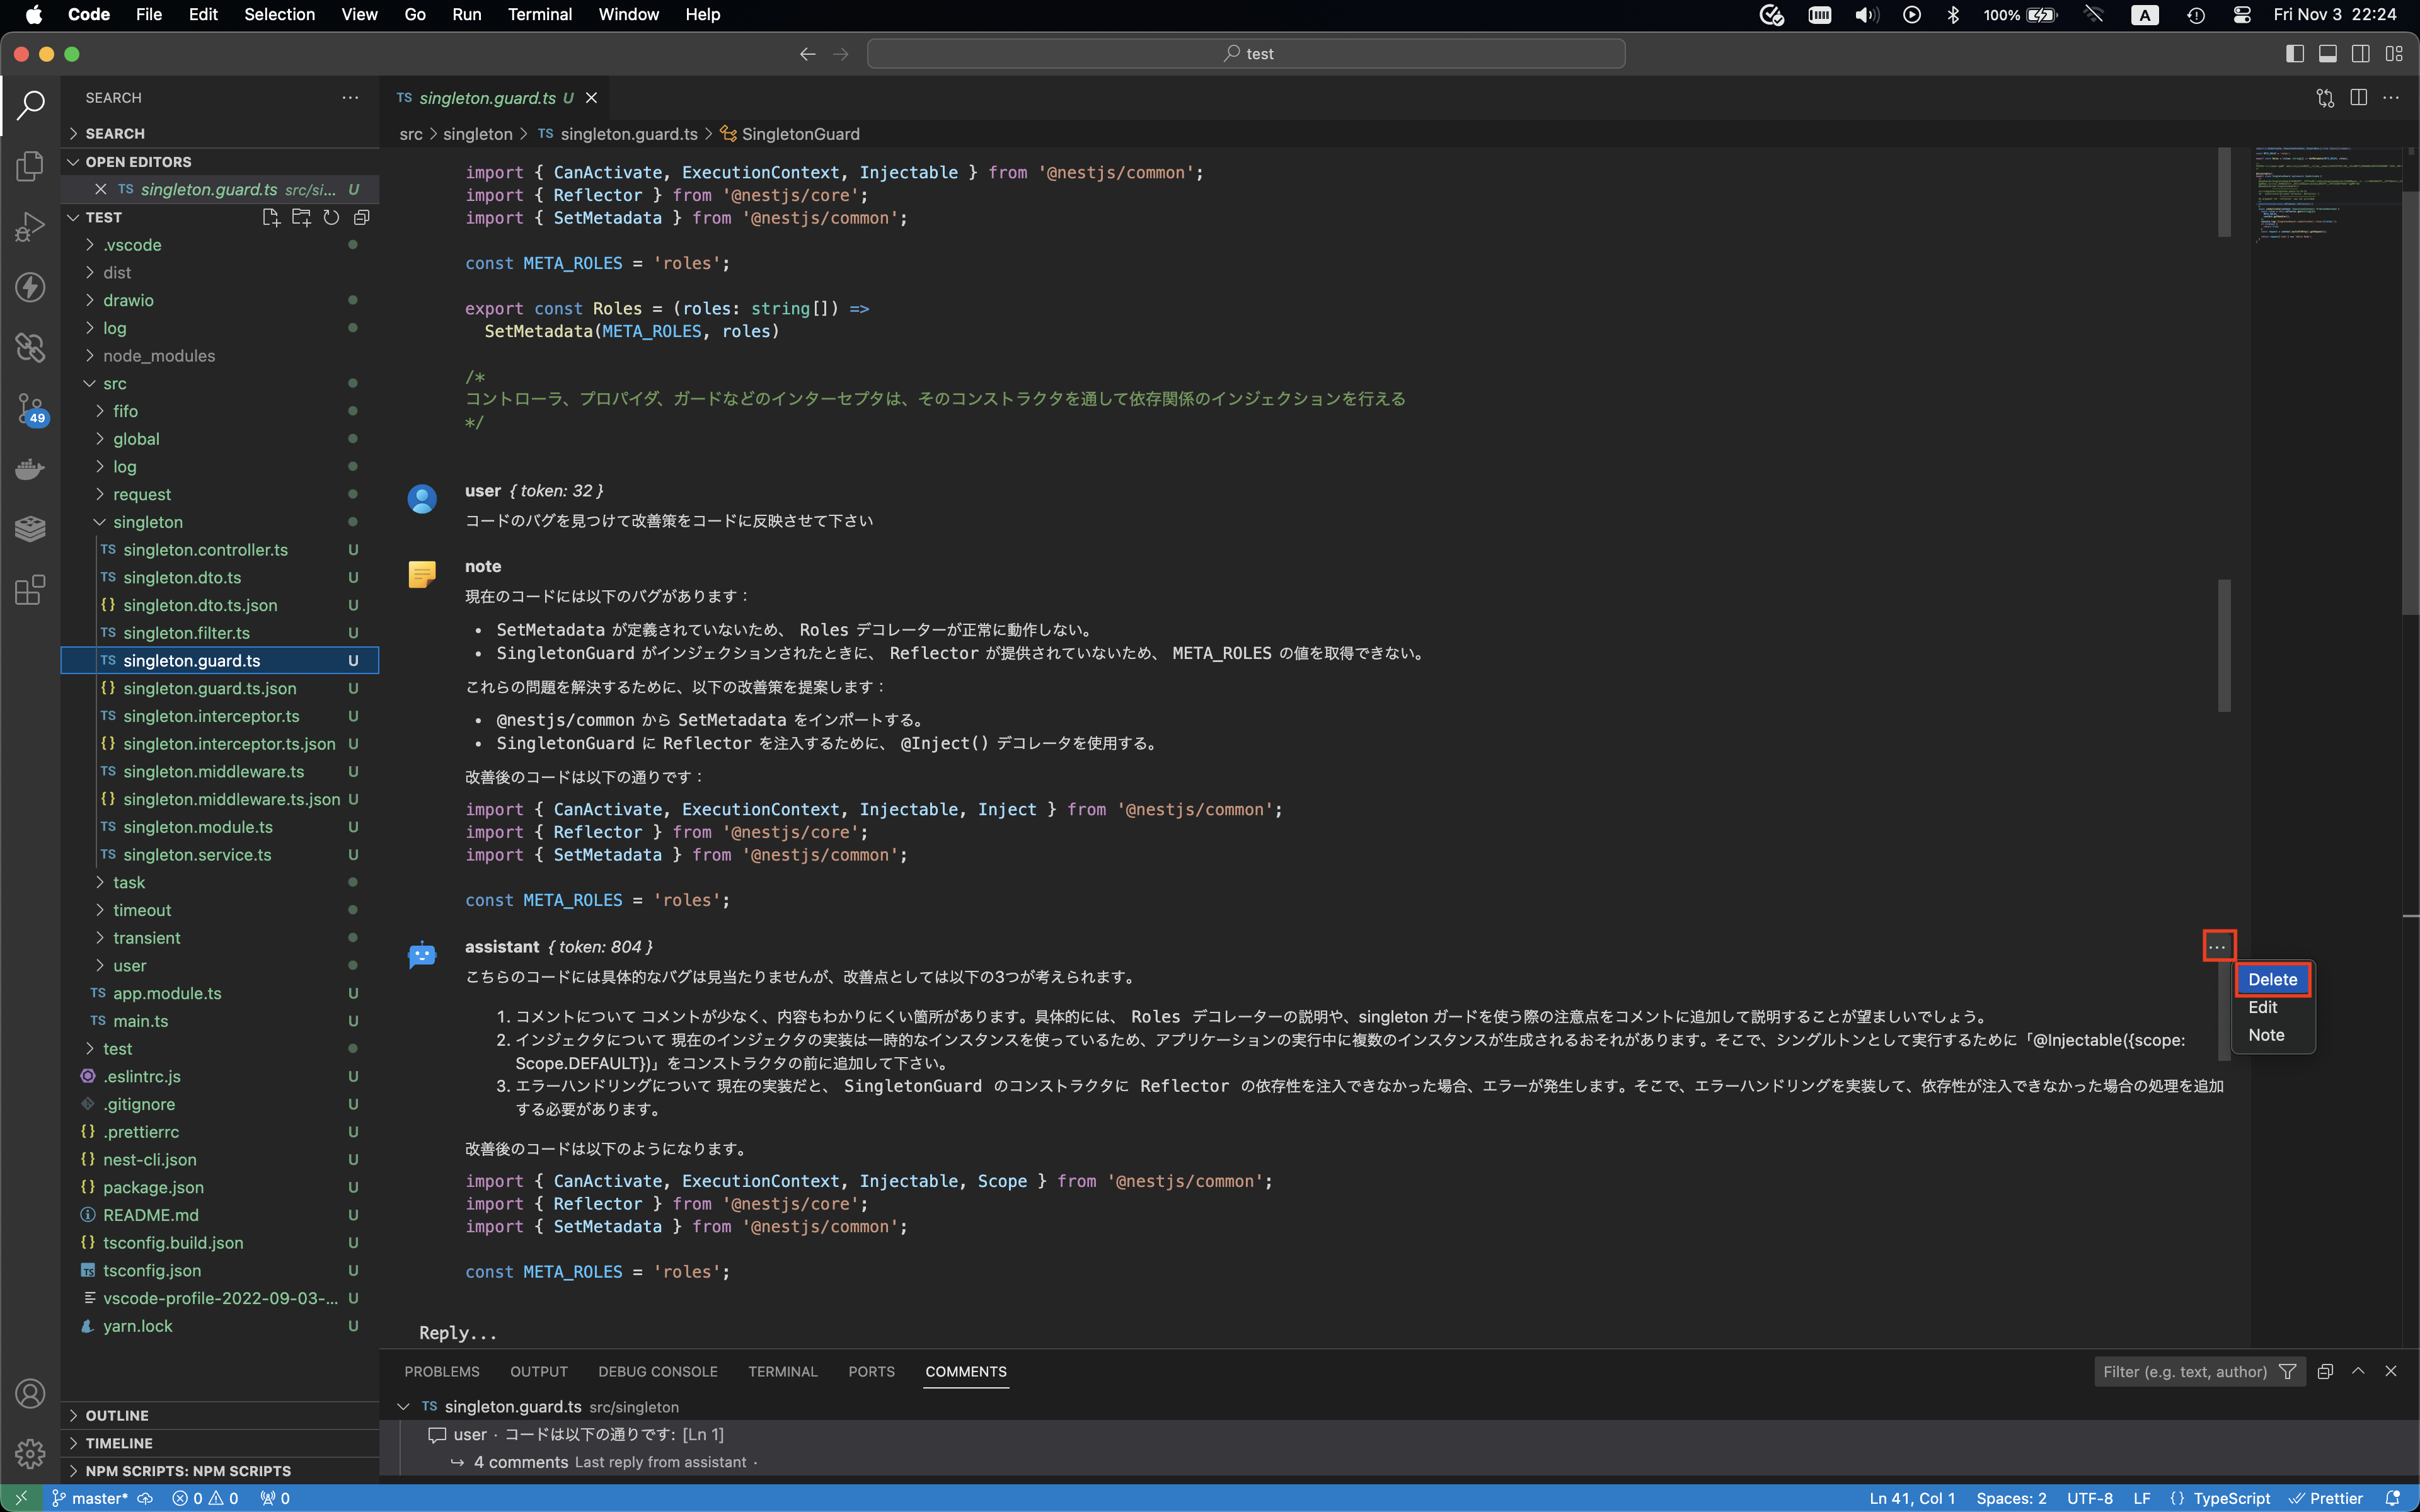 Code File Edit Selection View Go Run Terminal Window Help 100% A Fri Nov 3 22:24
test
SEARCH
SEARCH
OPEN EDITORS
TS singleton.guard.ts src/si... U
TEST
.vscode
dist
drawio
log
node_modules
src
fifo
global
log
request
singleton
TS singleton.controller.ts U
TS singleton.dto.ts U
{} singleton.dto.ts.json U
TS singleton.filter.ts U
TS singleton.guard.ts U
{} singleton.guard.ts.json U
TS singleton.interceptor.ts U
{} singleton.interceptor.ts.json U
TS singleton.middleware.ts U
{} singleton.middleware.ts.json U
TS singleton.module.ts U
TS singleton.service.ts U
task
timeout
transient
user
TS app.module.ts U
TS main.ts U
test
.eslintrc.js U
.gitignore U
{} .prettierrc U
{} nest-cli.json U
{} package.json U
README.md U
{} tsconfig.build.json U
TS tsconfig.json U
vscode-profile-2022-09-03-... U
yarn.lock U
OUTLINE
TIMELINE
NPM SCRIPTS: NPM SCRIPTS
49
TS singleton.guard.ts U
src > singleton > TS singleton.guard.ts > SingletonGuard
import { CanActivate, ExecutionContext, Injectable } from '@nestjs/common';
import { Reflector } from '@nestjs/core';
import { SetMetadata } from '@nestjs/common';
const META_ROLES = 'roles';
export const Roles = (roles: string[]) =>
SetMetadata(META_ROLES, roles)
/*
コントローラ、プロパイダ、ガードなどのインターセプタは、そのコンストラクタを通して依存関係のインジェクションを行える
*/
user { token: 32 }
コードのバグを見つけて改善策をコードに反映させて下さい
note
現在のコードには以下のバグがあります：
• SetMetadata が定義されていないため、 Roles デコレーターが正常に動作しない。
• SingletonGuard がインジェクションされたときに、 Reflector が提供されていないため、 META_ROLES の値を取得できない。
これらの問題を解決するために、以下の改善策を提案します：
• @nestjs/common から SetMetadata をインポートする。
• SingletonGuard に Reflector を注入するために、 @Inject() デコレータを使用する。
改善後のコードは以下の通りです：
import { CanActivate, ExecutionContext, Injectable, Inject } from '@nestjs/common';
import { Reflector } from '@nestjs/core';
import { SetMetadata } from '@nestjs/common';
const META_ROLES = 'roles';
assistant { token: 804 }
...
Delete
Edit
Note
こちらのコードには具体的なバグは見当たりませんが、改善点としては以下の3つが考えられます。
1. コメントについて コメントが少なく、内容もわかりにくい箇所があります。具体的には、 Roles デコレーターの説明や、singleton ガードを使う際の注意点をコメントに追加して説明することが望ましいでしょう。
2. インジェクタについて 現在のインジェクタの実装は一時的なインスタンスを使っているため、アプリケーションの実行中に複数のインスタンスが生成されるおそれがあります。そこで、シングルトンとして実行するために「@Injectable({scope:
Scope.DEFAULT})」をコンストラクタの前に追加して下さい。
3. エラーハンドリングについて 現在の実装だと、 SingletonGuard のコンストラクタに Reflector の依存性を注入できなかった場合、エラーが発生します。そこで、エラーハンドリングを実装して、依存性が注入できなかった場合の処理を追加
する必要があります。
改善後のコードは以下のようになります。
import { CanActivate, ExecutionContext, Injectable, Scope } from '@nestjs/common';
import { Reflector } from '@nestjs/core';
import { SetMetadata } from '@nestjs/common';
const META_ROLES = 'roles';
Reply...
PROBLEMS OUTPUT DEBUG CONSOLE TERMINAL PORTS COMMENTS Filter (e.g. text, author)
TS singleton.guard.ts src/singleton
user · コードは以下の通りです: [Ln 1]
4 comments Last reply from assistant ·
master* 0 0 0 Ln 41, Col 1 Spaces: 2 UTF-8 LF {} TypeScript Prettier